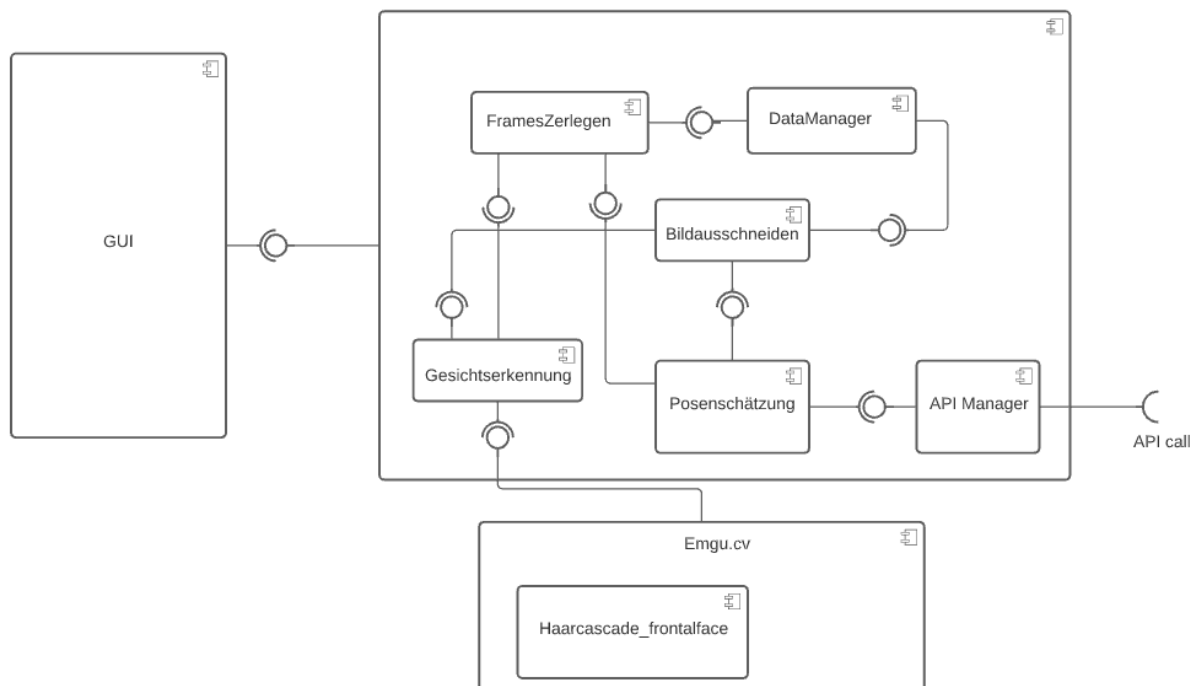 FramesZerlegen
DataManager
GUI
Bildausschneiden
Gesichtserkennung
Posenschätzung
API Manager
API call
Emgu.cv
Haarcascade_frontalface